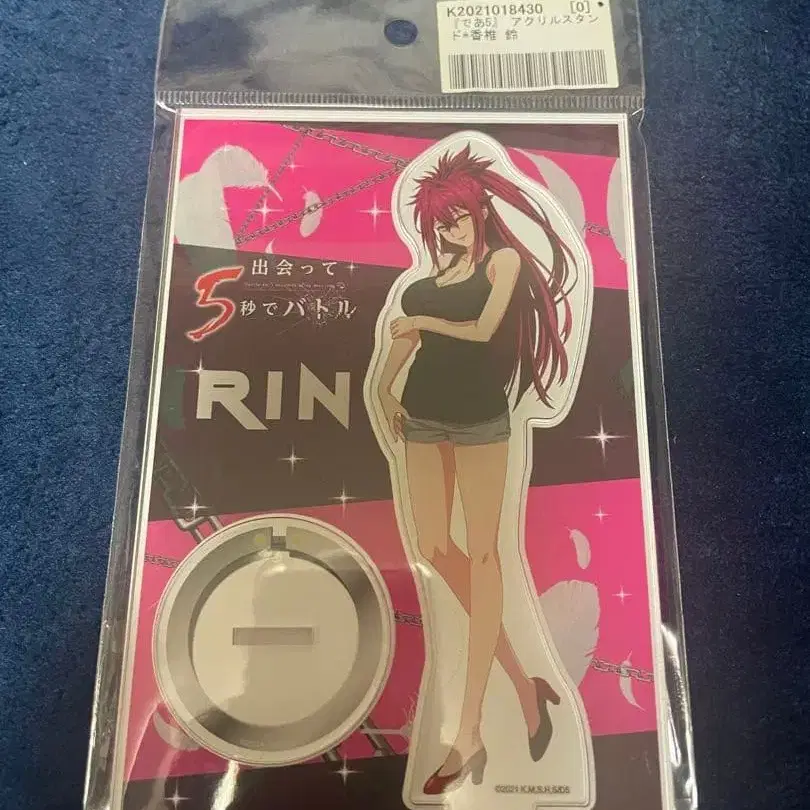 K2021018430 [0]
『であ5』 アクリルスタン
ド*香椎 鈴
出会って
5秒でバトル
RIN
©2021 K,M,S,H,S/D5